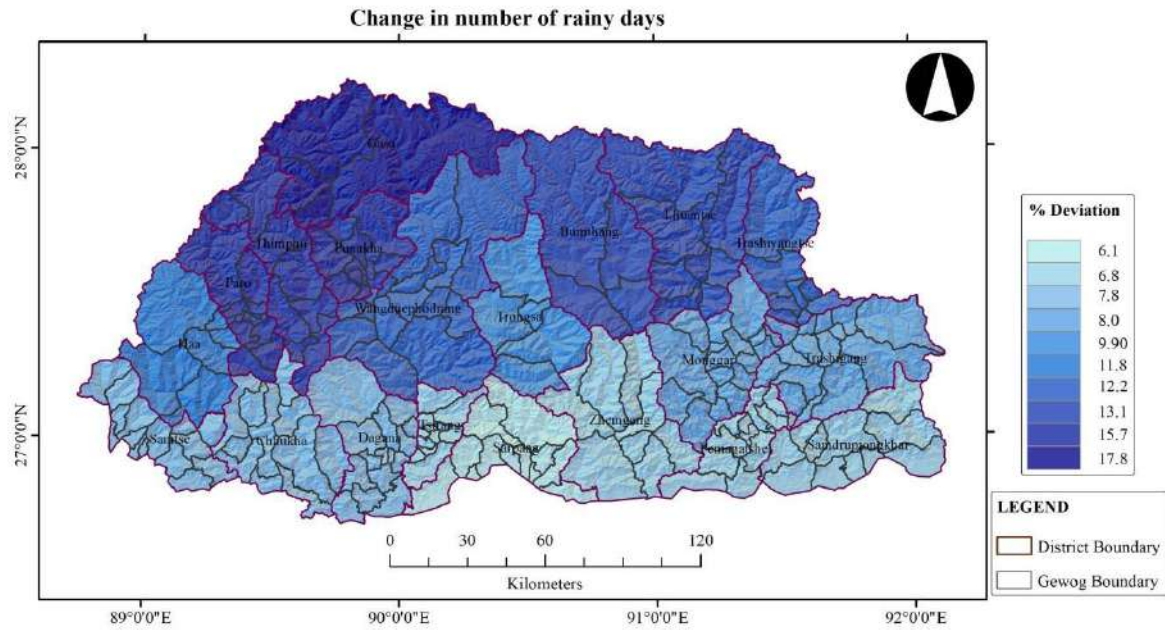 Change in number of rainy days
28°0'0"N
27°0'0"N
Gasa
Thimphu
Punakha
Paro
Bumthang
Lhuentse
Trashiyangtse
Wangduephodrang
Trongsa
Haa
Monggar
Trashigang
Samtse
Chhukha
Dagana
Tsirang
Sarpang
Zhemgang
Pemagatshel
Samdrupjongkhar
0 30 60 120
Kilometers
89°0'0"E
90°0'0"E
91°0'0"E
92°0'0"E
% Deviation
6.1
6.8
7.8
8.0
9.90
11.8
12.2
13.1
15.7
17.8
LEGEND
District Boundary
Gewog Boundary